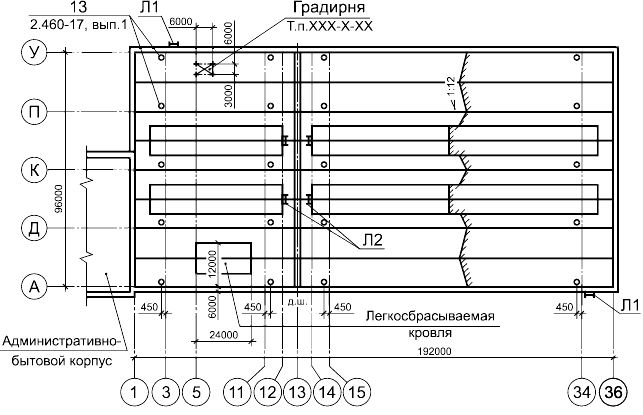 13
2.460-17, вып.1
Л1
6000
6000
Градирня
Т.п.XXX-X-XX
3000
1:12
У
П
К
Д
А
96000
Л2
12000
6000
450
450
д.ш.
450
450
Л1
24000
Легкосбрасываемая
кровля
Административно-
бытовой корпус
192000
1
3
5
11
12
13
14
15
34
36